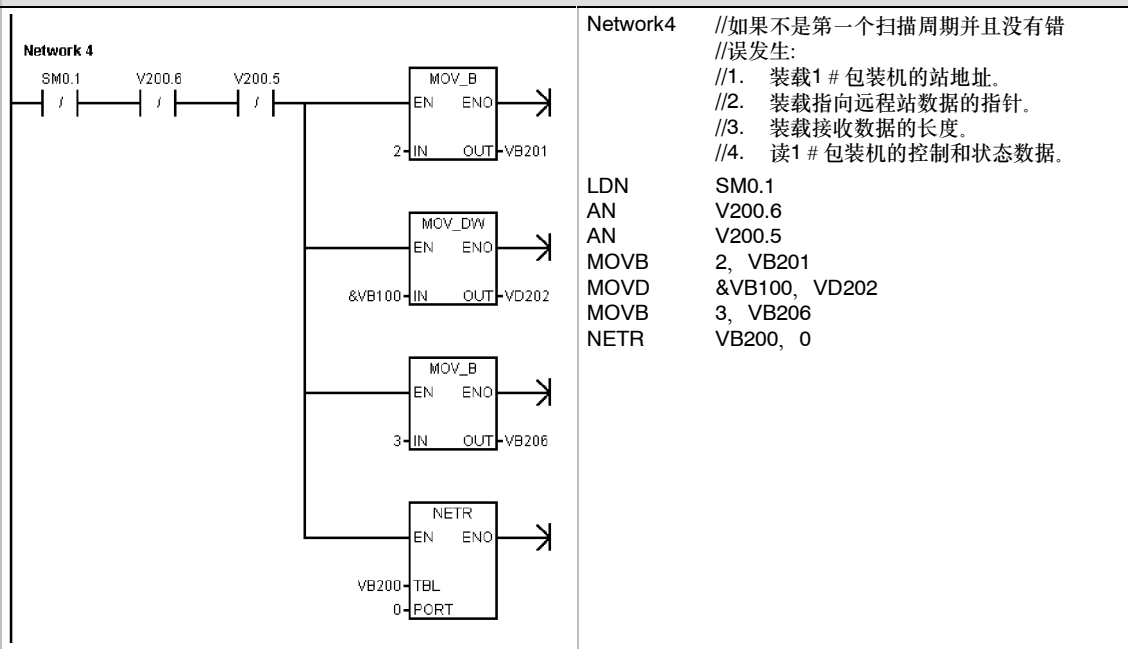 Network 4
SM0.1 V200.6 V200.5
MOV_B
EN ENO
2 IN OUT VB201
MOV_DW
EN ENO
&VB100 IN OUT VD202
MOV_B
EN ENO
3 IN OUT VB206
NETR
EN ENO
VB200 TBL
0 PORT
Network4 //如果不是第一个扫描周期并且没有错
//误发生:
//1. 装载1#包装机的站地址。
//2. 装载指向远程站数据的指针。
//3. 装载接收数据的长度。
//4. 读1#包装机的控制和状态数据。
LDN SM0.1
AN V200.6
AN V200.5
MOVB 2, VB201
MOVD &VB100, VD202
MOVB 3, VB206
NETR VB200, 0